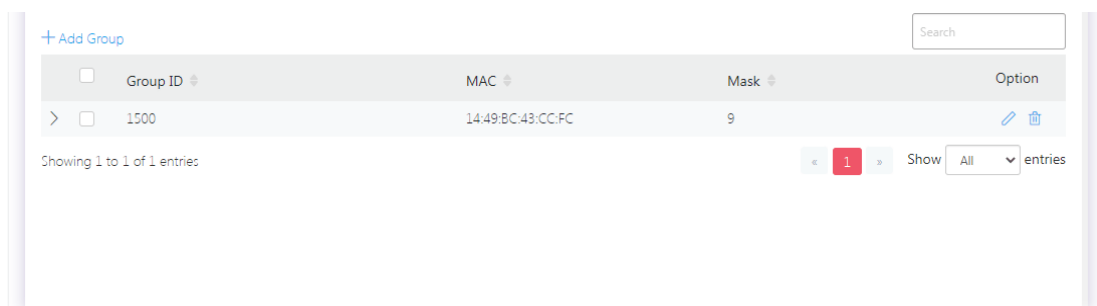 + Add Group
Search
Group ID MAC Mask Option
1500 14:49:BC:43:CC:FC 9
Showing 1 to 1 of 1 entries « 1 » Show All entries